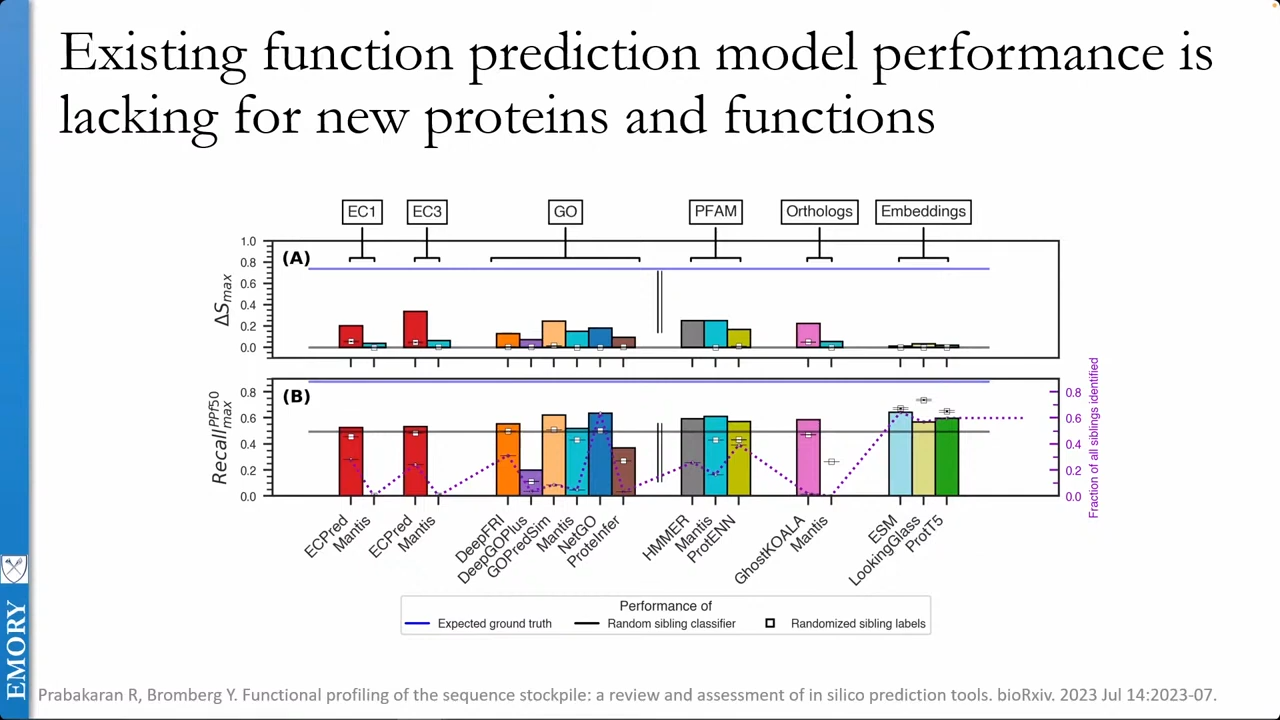 Existing function prediction model performance is
lacking for new proteins and functions
EC1 EC3 GO PFAM Orthologs Embeddings
(A)
ΔSmax
1.0
0.8
0.6
0.4
0.2
0.0
(B)
Recall Pf50 max
0.8
0.6
0.4
0.2
0.0
0.8
0.6
0.4
0.2
0.0
Fraction of all siblings identified
ECPred
Mantis
ECPred
Mantis
DeepFRI
DeepGOPlus
GOPredSim
Mantis
NetGO
ProteInfer
HMMER
Mantis
ProtENN
GhostKOALA
Mantis
ESM
LookingGlass
ProtT5
Performance of
Expected ground truth Random sibling classifier Randomized sibling labels
EMORY
Prabakaran R, Bromberg Y. Functional profiling of the sequence stockpile: a review and assessment of in silico prediction tools. bioRxiv. 2023 Jul 14:2023-07.